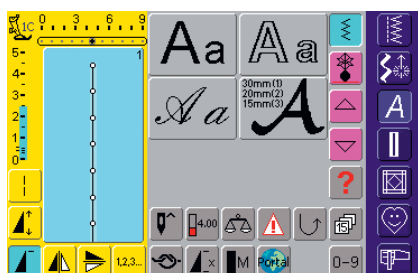 1C 0 3 6 9
5-
4-
3-
2-
1-
0
1
Aa
Aa
Aa
30mm(1)
20mm(2)
15mm(3)
A
A
?
4.00
15
1,2,3...
x
M
Portal
0-9